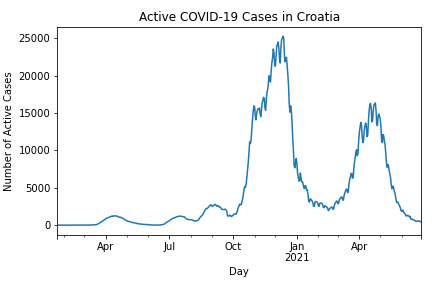 Active COVID-19 Cases in Croatia
Number of Active Cases
25000
20000
15000
10000
5000
0
Apr
Jul
Oct
Jan
2021
Apr
Day